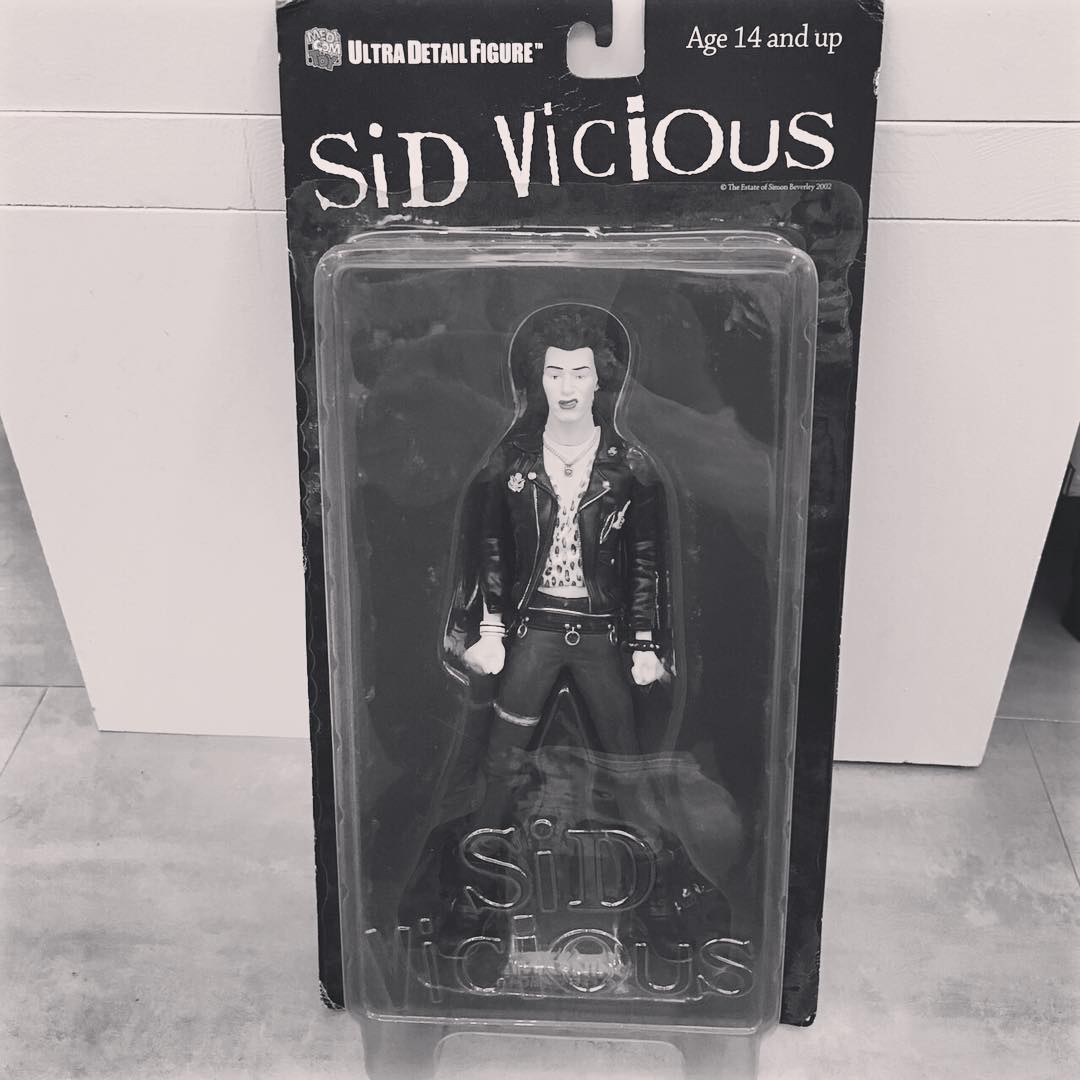 MEDICOM TOY
ULTRA DETAIL FIGURE™
Age 14 and up
SiD ViCiOUS
© The Estate of Simon Beverley 2002
SiD
ViCiOUS